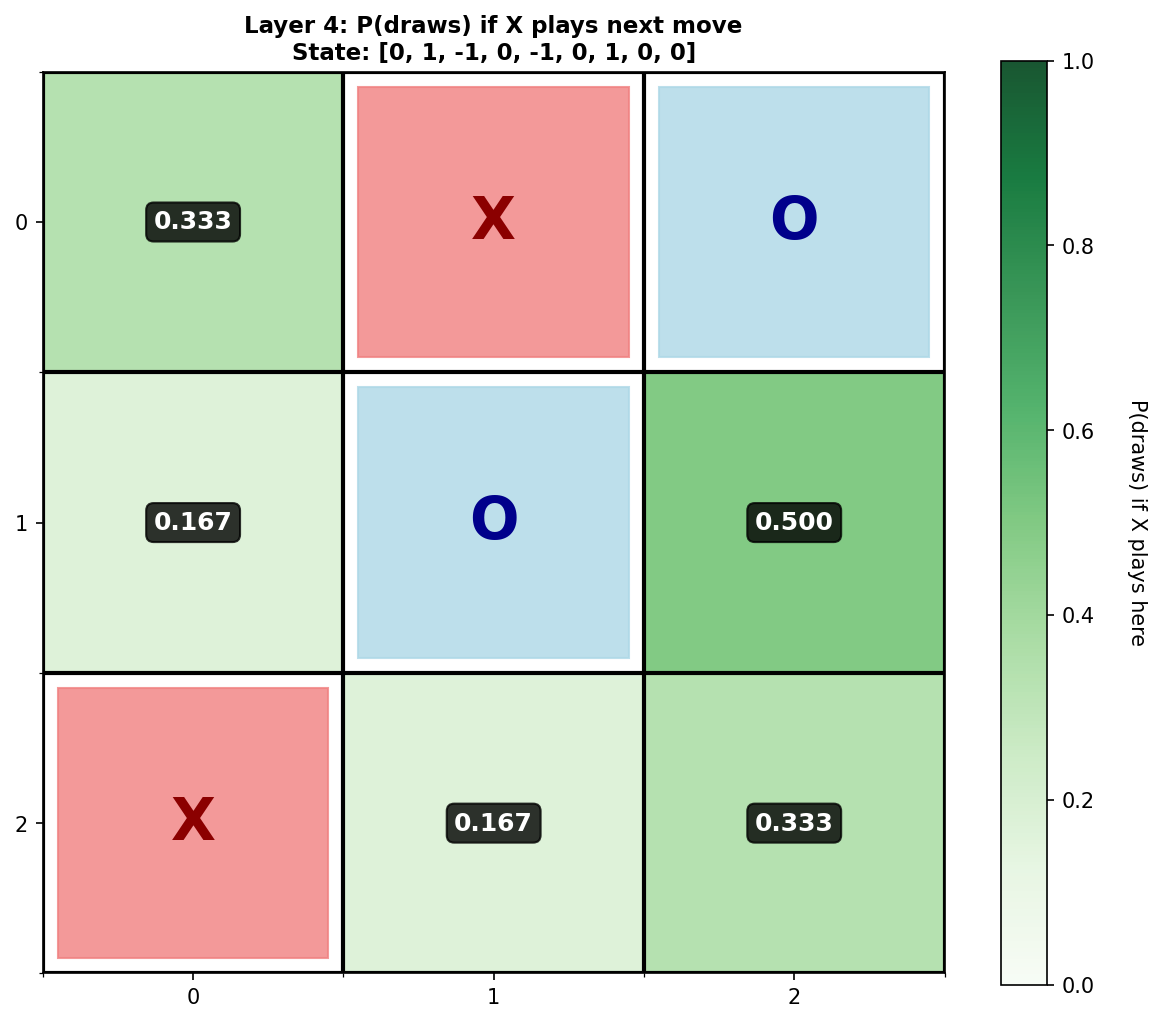 Layer 4: P(draws) if X plays next move
State: [0, 1, -1, 0, -1, 0, 1, 0, 0]
0.333
X
O
0.167
O
0.500
X
0.167
0.333
0
1
2
0
1
2
1.0
0.8
0.6
0.4
0.2
0.0
P(draws) if X plays here